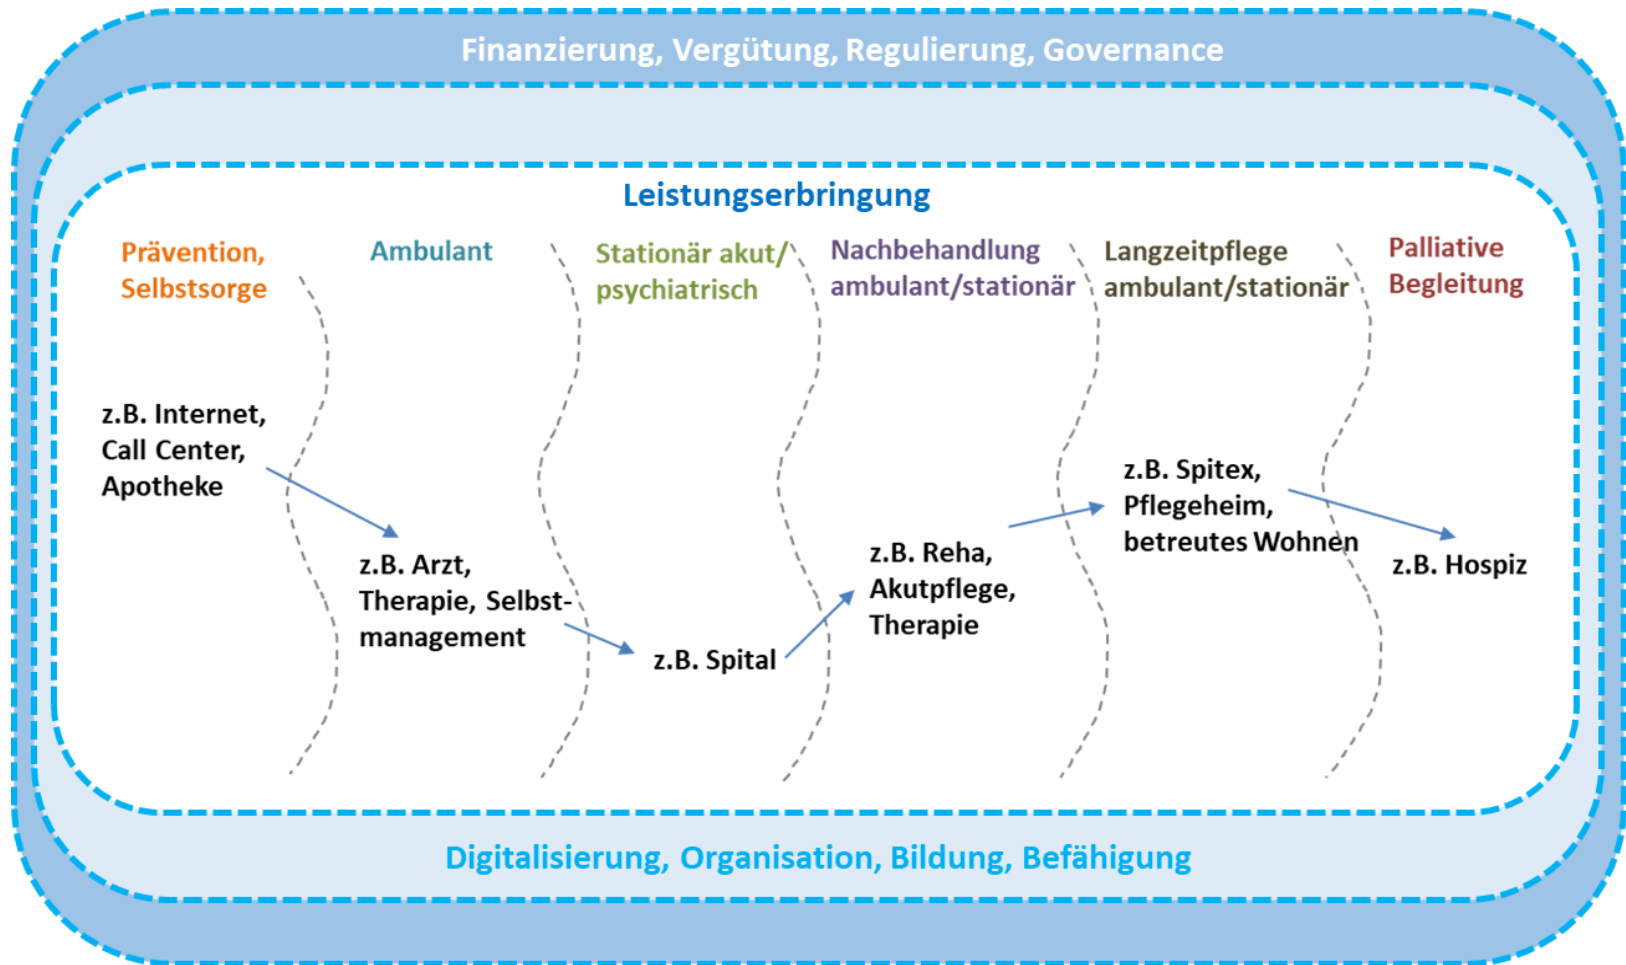 Finanzierung, Vergütung, Regulierung, Governance
Leistungserbringung
Prävention,
Selbstsorge
Ambulant
Stationär akut/
psychiatrisch
Nachbehandlung
ambulant/stationär
Langzeitpflege
ambulant/stationär
Palliative
Begleitung
z.B. Internet,
Call Center,
Apotheke
z.B. Arzt,
Therapie, Selbst-
management
z.B. Spital
z.B. Reha,
Akutpflege,
Therapie
z.B. Spitex,
Pflegeheim,
betreutes Wohnen
z.B. Hospiz
Digitalisierung, Organisation, Bildung, Befähigung